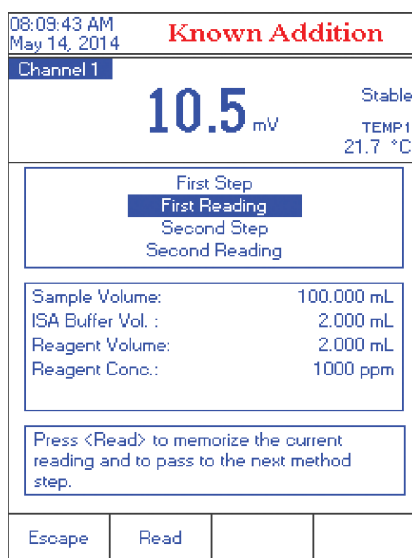 08:09:43 AM
May 14, 2014
Known Addition
Channel 1
10.5 mV
Stable
TEMP1
21.7 °C
First Step
First Reading
Second Step
Second Reading
Sample Volume: 100.000 mL
ISA Buffer Vol. : 2.000 mL
Reagent Volume: 2.000 mL
Reagent Conc.: 1000 ppm
Press <Read> to memorize the current
reading and to pass to the next method
step.
Escape Read